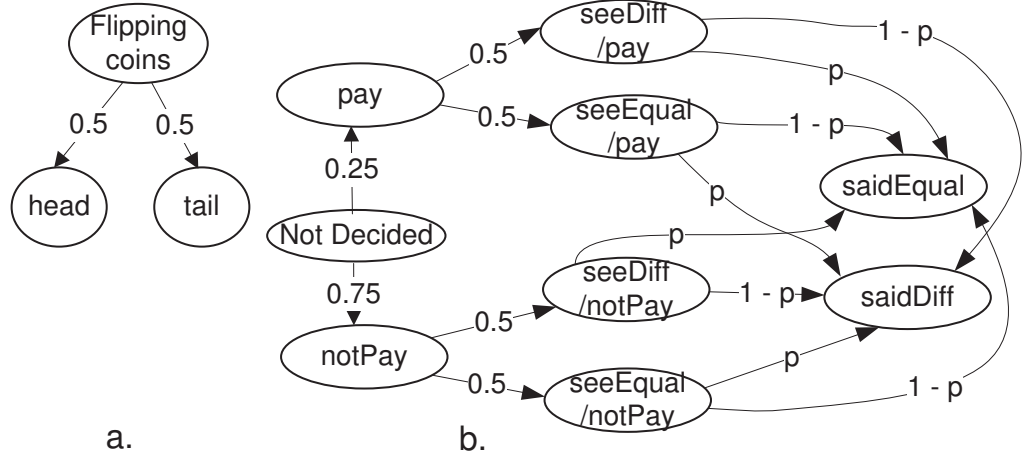 Flipping
coins
0.5
0.5
head
tail
a.
seeDiff
/pay
1 - p
p
0.5
pay
0.5
seeEqual
/pay
1 - p
p
0.25
saidEqual
Not Decided
p
seeDiff
/notPay
1 - p
saidDiff
0.75
0.5
notPay
p
0.5
seeEqual
/notPay
1 - p
b.